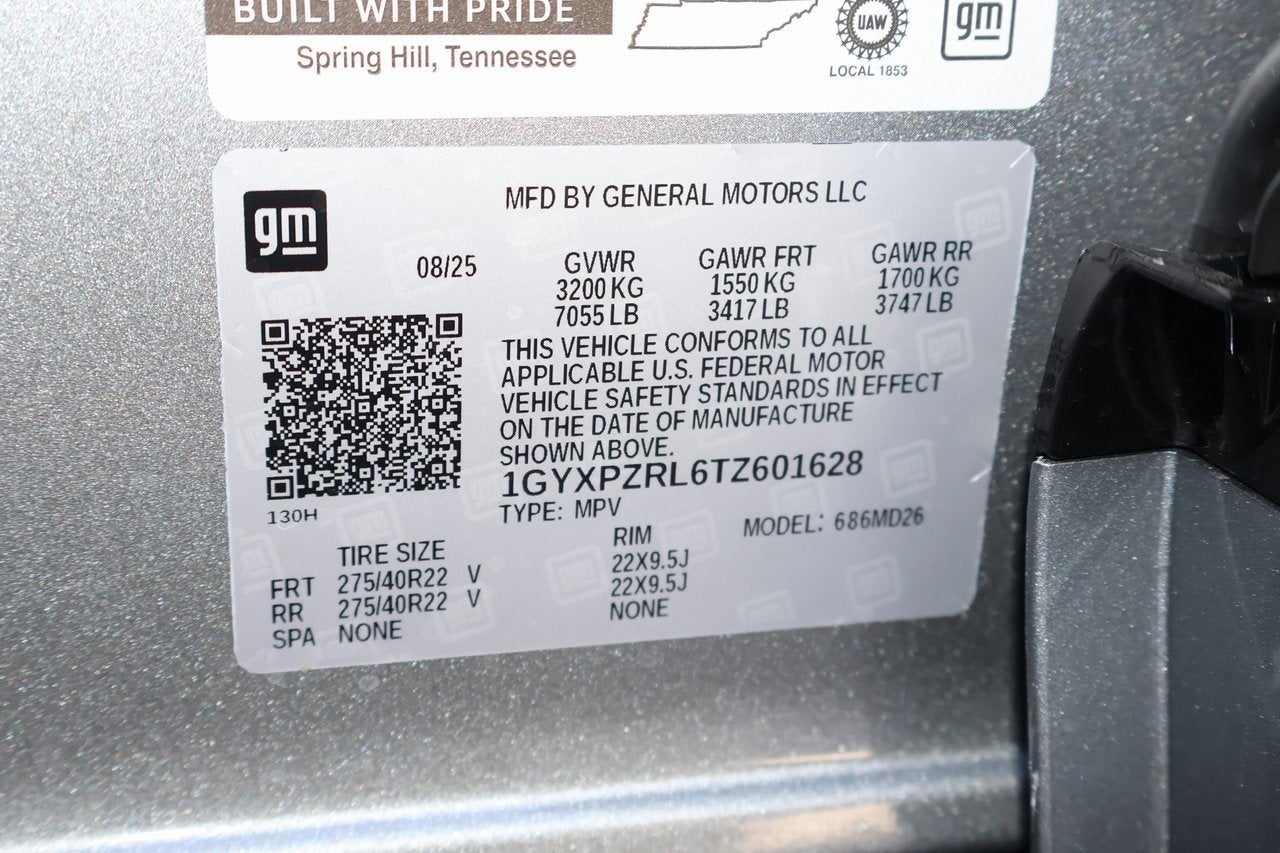 BUILT WITH PRIDE
Spring Hill, Tennessee
UAW
LOCAL 1853
gm
gm
MFD BY GENERAL MOTORS LLC
08/25
GVWR GAWR FRT GAWR RR
3200 KG 1550 KG 1700 KG
7055 LB 3417 LB 3747 LB
THIS VEHICLE CONFORMS TO ALL
APPLICABLE U.S. FEDERAL MOTOR
VEHICLE SAFETY STANDARDS IN EFFECT
ON THE DATE OF MANUFACTURE
SHOWN ABOVE.
1GYXPZRL6TZ601628
130H
TYPE: MPV MODEL: 686MD26
TIRE SIZE RIM
FRT 275/40R22 V 22X9.5J
RR 275/40R22 V 22X9.5J
SPA NONE NONE